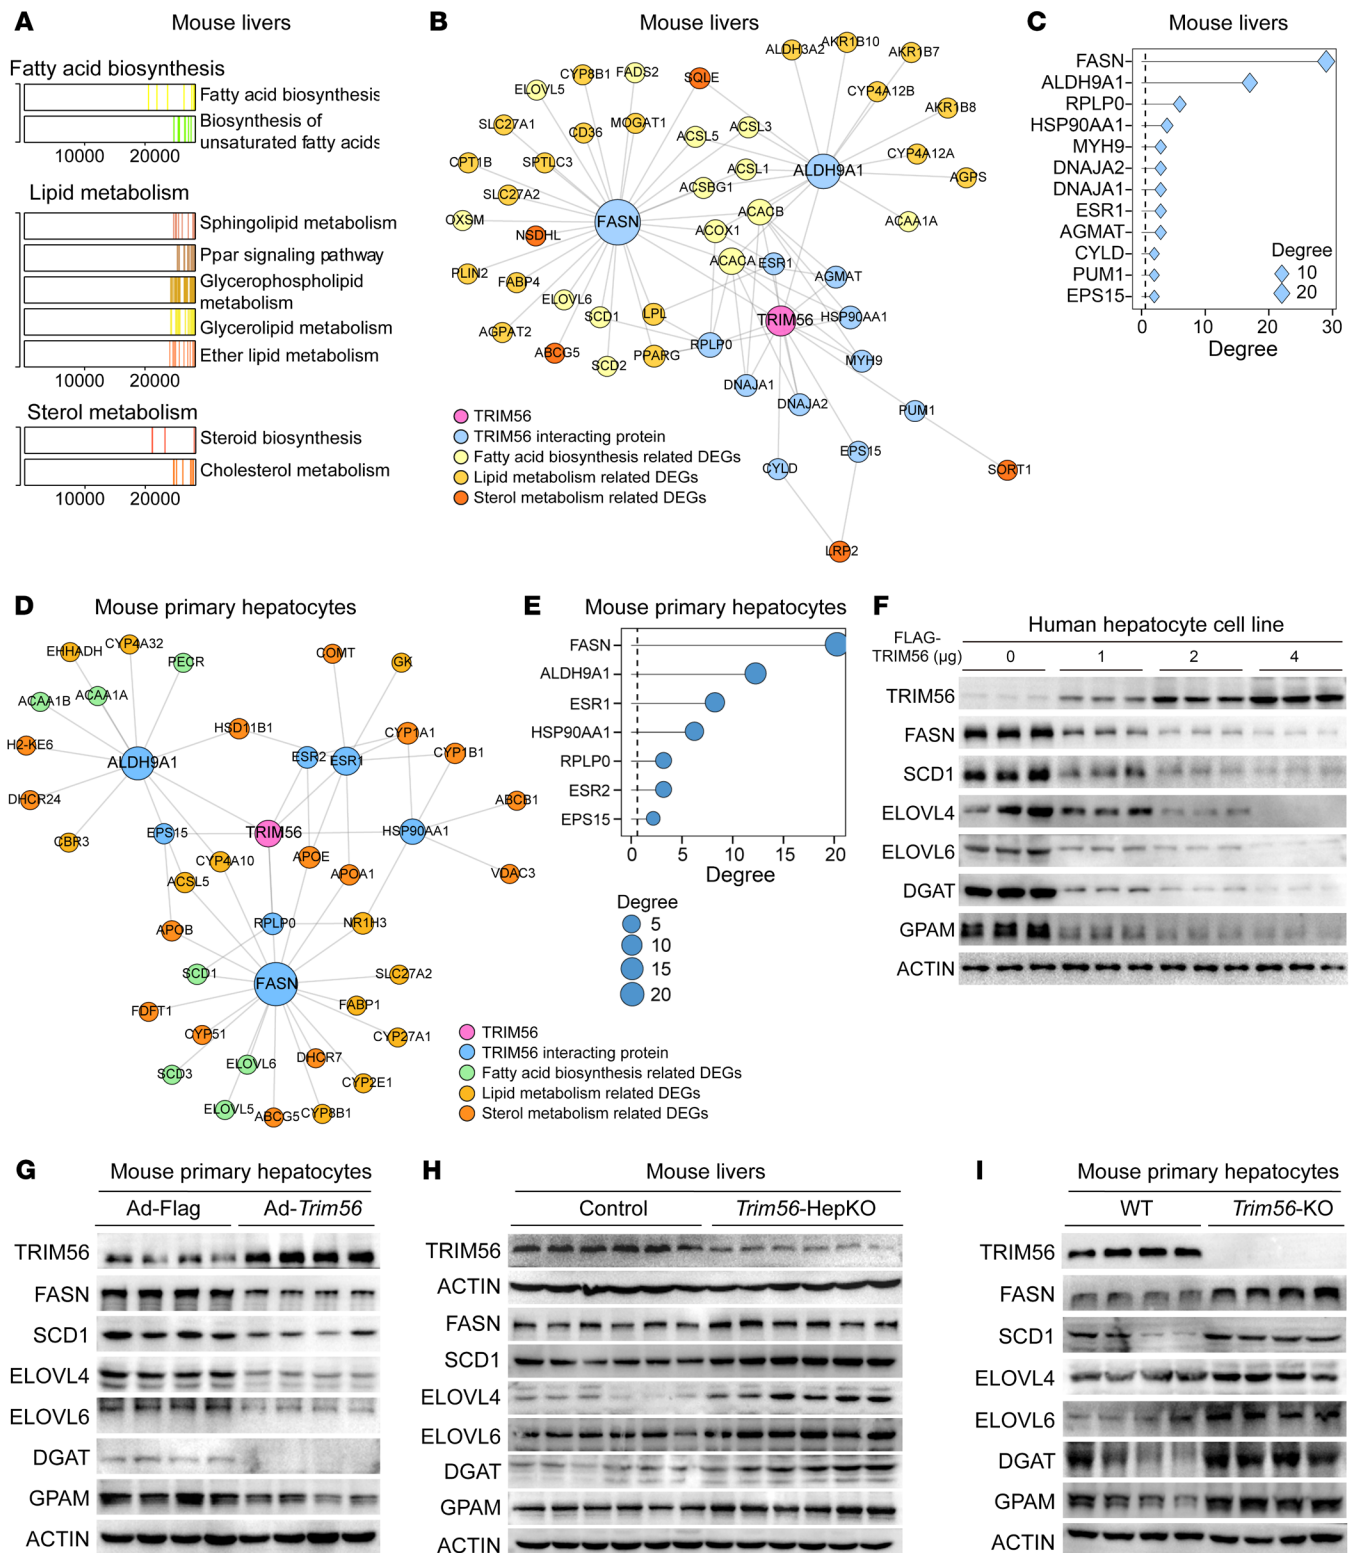 A
Mouse livers
Fatty acid biosynthesis
Fatty acid biosynthesis
Biosynthesis of
unsaturated fatty acids
10000
20000
Lipid metabolism
Sphingolipid metabolism
Ppar signaling pathway
Glycerophospholipid
metabolism
Glycerolipid metabolism
Ether lipid metabolism
10000
20000
Sterol metabolism
Steroid biosynthesis
Cholesterol metabolism
10000
20000
B
Mouse livers
ALDH3A2
AKR1B10
AKR1B7
CYP8B1
FADS2
SQLE
ELOVL5
CYP4A12B
AKR1B8
SLC27A1
CD36
MOGAT1
ACSL5
ACSL3
CPT1B
SPTLC3
ACSL1
ALDH9A1
CYP4A12A
AGPS
SLC27A2
ACSBG1
OXSM
FASN
ACACB
ACAA1A
NSDHL
ACOX1
PLIN2
FABP4
ACACA
ESR1
AGMAT
ELOVL6
SCD1
LPL
TRIM56
HSP90AA1
AGPAT2
ABCG5
SCD2
PPARG
RPLP0
MYH9
DNAJA1
DNAJA2
PUM1
EPS15
CYLD
SORT1
LRP2
TRIM56
TRIM56 interacting protein
Fatty acid biosynthesis related DEGs
Lipid metabolism related DEGs
Sterol metabolism related DEGs
C
Mouse livers
FASN
ALDH9A1
RPLP0
HSP90AA1
MYH9
DNAJA2
DNAJA1
ESR1
AGMAT
CYLD
PUM1
EPS15
Degree
10
20
0
10
20
30
Degree
D
Mouse primary hepatocytes
EHHADH
CYP4A32
PECR
COMT
GK
ACAA1B
ACAA1A
HSD11B1
CYP1A1
H2-KE6
ALDH9A1
ESR2
ESR1
CYP1B1
DHCR24
ABCB1
CBR3
EPS15
TRIM56
HSP90AA1
CYP4A10
APOE
ACSL5
APOA1
VDAC3
APOB
RPLP0
NR1H3
SCD1
FASN
SLC27A2
FDFT1
FABP1
CYP51
CYP27A1
SCD3
ELOVL6
DHCR7
CYP2E1
ELOVL5
ABCG5
CYP8B1
TRIM56
TRIM56 interacting protein
Fatty acid biosynthesis related DEGs
Lipid metabolism related DEGs
Sterol metabolism related DEGs
E
Mouse primary hepatocytes
FASN
ALDH9A1
ESR1
HSP90AA1
RPLP0
ESR2
EPS15
0
5
10
15
20
Degree
Degree
5
10
15
20
F
Human hepatocyte cell line
FLAG-
TRIM56 (μg)
0
1
2
4
TRIM56
FASN
SCD1
ELOVL4
ELOVL6
DGAT
GPAM
ACTIN
G
Mouse primary hepatocytes
Ad-Flag
Ad-Trim56
TRIM56
FASN
SCD1
ELOVL4
ELOVL6
DGAT
GPAM
ACTIN
H
Mouse livers
Control
Trim56-HepKO
TRIM56
ACTIN
FASN
SCD1
ELOVL4
ELOVL6
DGAT
GPAM
ACTIN
I
Mouse primary hepatocytes
WT
Trim56-KO
TRIM56
FASN
SCD1
ELOVL4
ELOVL6
DGAT
GPAM
ACTIN